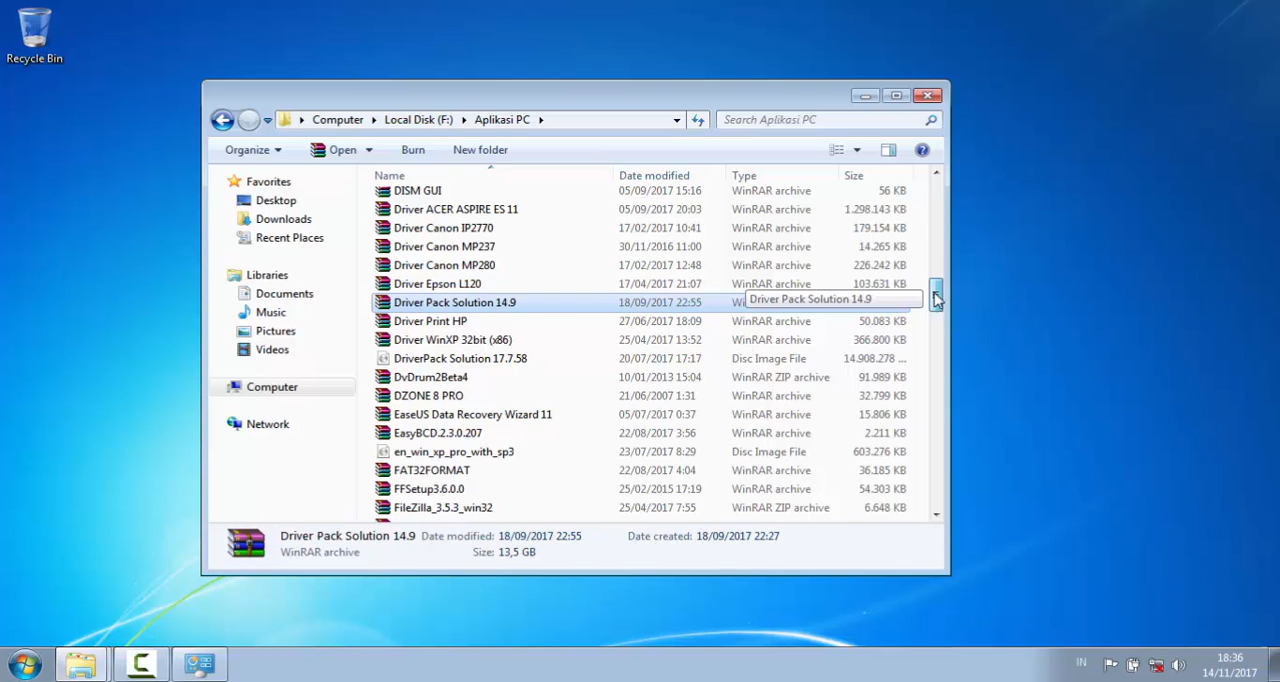 Recycle Bin
Computer Local Disk (F:) Aplikasi PC Search Aplikasi PC
Organize Open Burn New folder
Favorites
Desktop
Downloads
Recent Places
Libraries
Documents
Music
Pictures
Videos
Computer
Network
Name Date modified Type Size
DISM GUI 05/09/2017 15:16 WinRAR archive 56 KB
Driver ACER ASPIRE ES 11 05/09/2017 20:03 WinRAR archive 1.298.143 KB
Driver Canon IP2770 17/02/2017 10:41 WinRAR archive 179.154 KB
Driver Canon MP237 30/11/2016 11:00 WinRAR archive 14.265 KB
Driver Canon MP280 17/02/2017 12:48 WinRAR archive 226.242 KB
Driver Epson L120 17/04/2017 21:07 WinRAR archive 103.631 KB
Driver Pack Solution 14.9 18/09/2017 22:55 Driver Pack Solution 14.9
Driver Print HP 27/06/2017 18:09 WinRAR archive 50.083 KB
Driver WinXP 32bit (x86) 25/04/2017 13:52 WinRAR archive 366.800 KB
DriverPack Solution 17.7.58 20/07/2017 17:17 Disc Image File 14.908.278 ...
DvDrum2Beta4 10/01/2013 15:04 WinRAR ZIP archive 91.989 KB
DZONE 8 PRO 21/06/2007 1:31 WinRAR archive 32.799 KB
EaseUS Data Recovery Wizard 11 05/07/2017 0:37 WinRAR archive 15.806 KB
EasyBCD.2.3.0.207 22/08/2017 3:56 WinRAR archive 2.211 KB
en_win_xp_pro_with_sp3 23/07/2017 8:29 Disc Image File 603.276 KB
FAT32FORMAT 22/08/2017 4:04 WinRAR archive 36.185 KB
FFSetup3.6.0.0 25/02/2015 17:19 WinRAR archive 54.303 KB
FileZilla_3.5.3_win32 25/04/2017 7:55 WinRAR ZIP archive 6.648 KB
Driver Pack Solution 14.9 Date modified: 18/09/2017 22:55 Date created: 18/09/2017 22:27
WinRAR archive Size: 13,5 GB
IN 18:36
14/11/2017